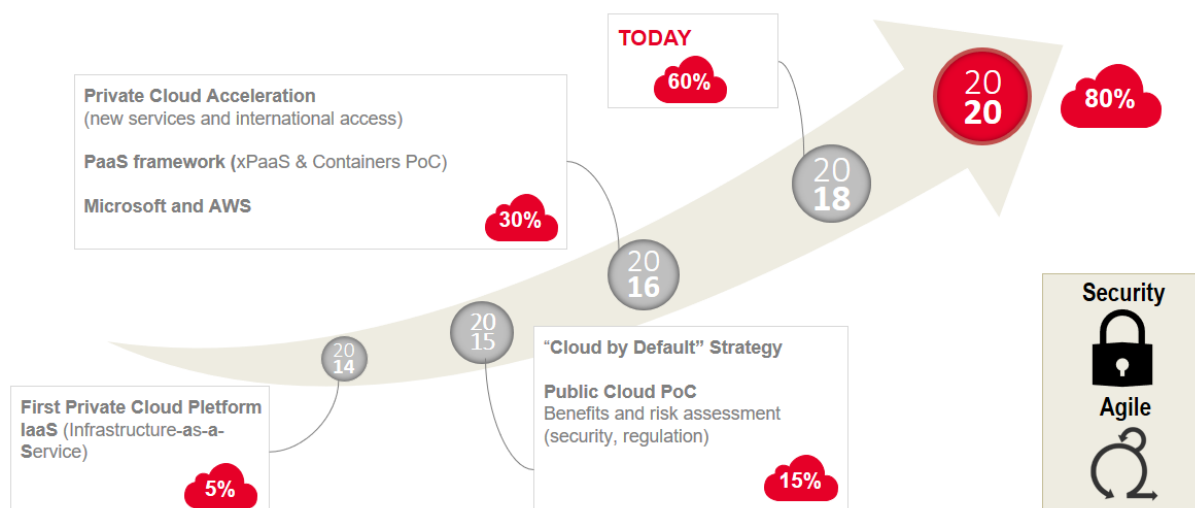 TODAY
60%
20
20
80%
Private Cloud Acceleration
(new services and international access)
PaaS framework (xPaaS & Containers PoC)
Microsoft and AWS
30%
20
18
20
16
20
15
20
14
"Cloud by Default” Strategy
Public Cloud PoC
Benefits and risk assessment
(security, regulation)
15%
First Private Cloud Pletform
IaaS (Infrastructure-as-a-
Service)
5%
Security
Agile